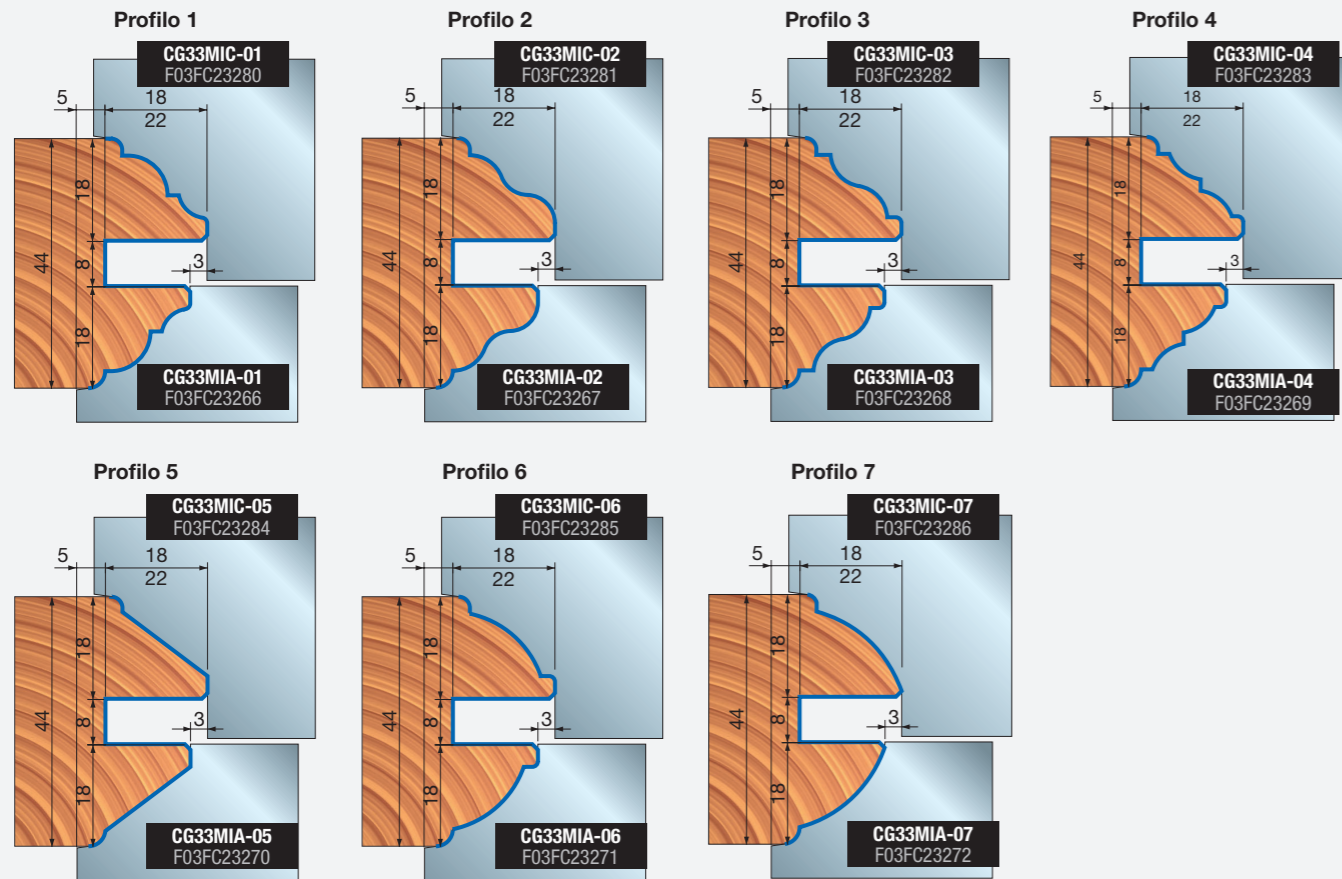 Profilo 1
CG33MIC-01
F03FC23280
5
18
22
18
44
8
3
18
CG33MIA-01
F03FC23266
Profilo 2
CG33MIC-02
F03FC23281
5
18
22
18
44
8
3
18
CG33MIA-02
F03FC23267
Profilo 3
CG33MIC-03
F03FC23282
5
18
22
18
44
8
3
18
CG33MIA-03
F03FC23268
Profilo 4
CG33MIC-04
F03FC23283
5
18
22
18
44
8
3
18
CG33MIA-04
F03FC23269
Profilo 5
CG33MIC-05
F03FC23284
5
18
22
18
44
8
3
18
CG33MIA-05
F03FC23270
Profilo 6
CG33MIC-06
F03FC23285
5
18
22
18
44
8
3
18
CG33MIA-06
F03FC23271
Profilo 7
CG33MIC-07
F03FC23286
5
18
22
18
44
8
3
18
CG33MIA-07
F03FC23272